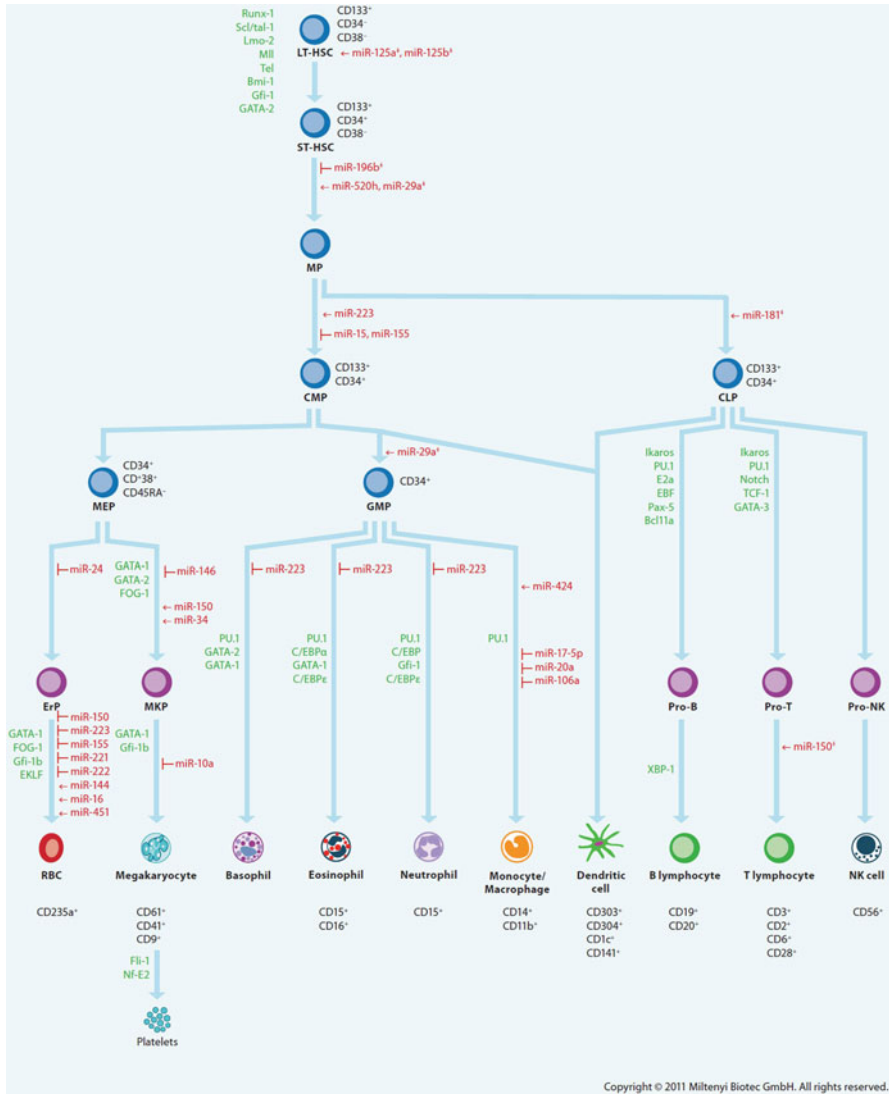 Runx-1
Scl/tal-1
Lmo-2
Mll
Tel
Bmi-1
Gfi-1
GATA-2
CD133⁺
CD34⁻
CD38⁻
LT-HSC
← miR-125a‡, miR-125b‡
CD133⁺
CD34⁺
CD38⁻
ST-HSC
miR-196b‡
← miR-520h, miR-29a‡
MP
← miR-223
miR-15, miR-155
← miR-181‡
CD133⁺
CD34⁺
CMP
CD133⁺
CD34⁺
CLP
← miR-29a‡
CD34⁺
CD⁺38⁺
CD45RA⁻
MEP
CD34⁺
GMP
Ikaros
PU.1
E2a
EBF
Pax-5
Bcl11a
Ikaros
PU.1
Notch
TCF-1
GATA-3
miR-24
GATA-1
GATA-2
FOG-1
miR-146
← miR-150
← miR-34
miR-223
miR-223
miR-223
← miR-424
PU.1
GATA-2
GATA-1
PU.1
C/EBPα
GATA-1
C/EBPε
PU.1
C/EBP
Gfi-1
C/EBPε
PU.1
miR-17-5p
miR-20a
miR-106a
ErP
MKP
Pro-B
Pro-T
Pro-NK
GATA-1
FOG-1
Gfi-1b
EKLF
miR-150
miR-223
miR-155
miR-221
miR-222
← miR-144
← miR-16
← miR-451
GATA-1
Gfi-1b
miR-10a
XBP-1
← miR-150‡
RBC
Megakaryocyte
Basophil
Eosinophil
Neutrophil
Monocyte/
Macrophage
Dendritic
cell
B lymphocyte
T lymphocyte
NK cell
CD235a⁺
CD61⁺
CD41⁺
CD9⁺
CD15⁺
CD16⁺
CD15⁺
CD14⁺
CD11b⁺
CD303⁺
CD304⁺
CD1c⁺
CD141⁺
CD19⁺
CD20⁺
CD3⁺
CD2⁺
CD6⁺
CD28⁺
CD56⁺
Fli-1
Nf-E2
Platelets
Copyright © 2011 Miltenyi Biotec GmbH. All rights reserved.